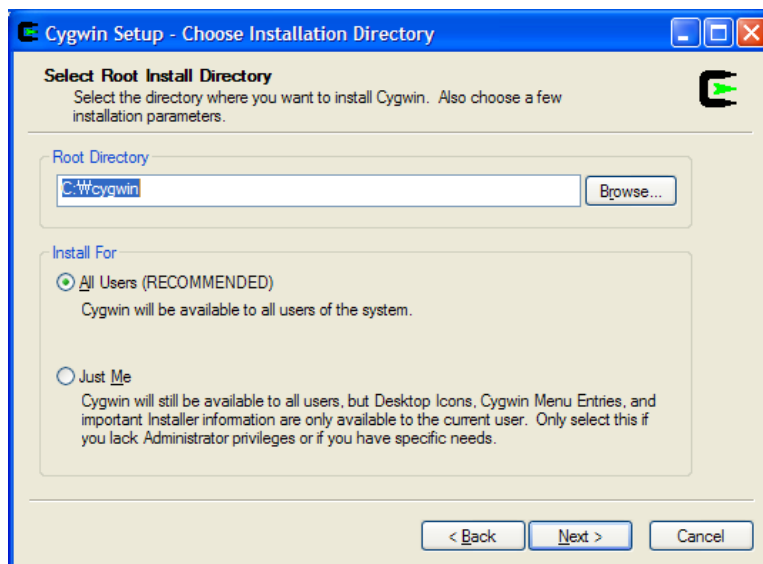 Cygwin Setup - Choose Installation Directory
Select Root Install Directory
Select the directory where you want to install Cygwin.  Also choose a few
installation parameters.
Root Directory
C:₩cygwin
Browse...
Install For
All Users (RECOMMENDED)
Cygwin will be available to all users of the system.
Just Me
Cygwin will still be available to all users, but Desktop Icons, Cygwin Menu Entries, and
important Installer information are only available to the current user.  Only select this if
you lack Administrator privileges or if you have specific needs.
< Back
Next >
Cancel